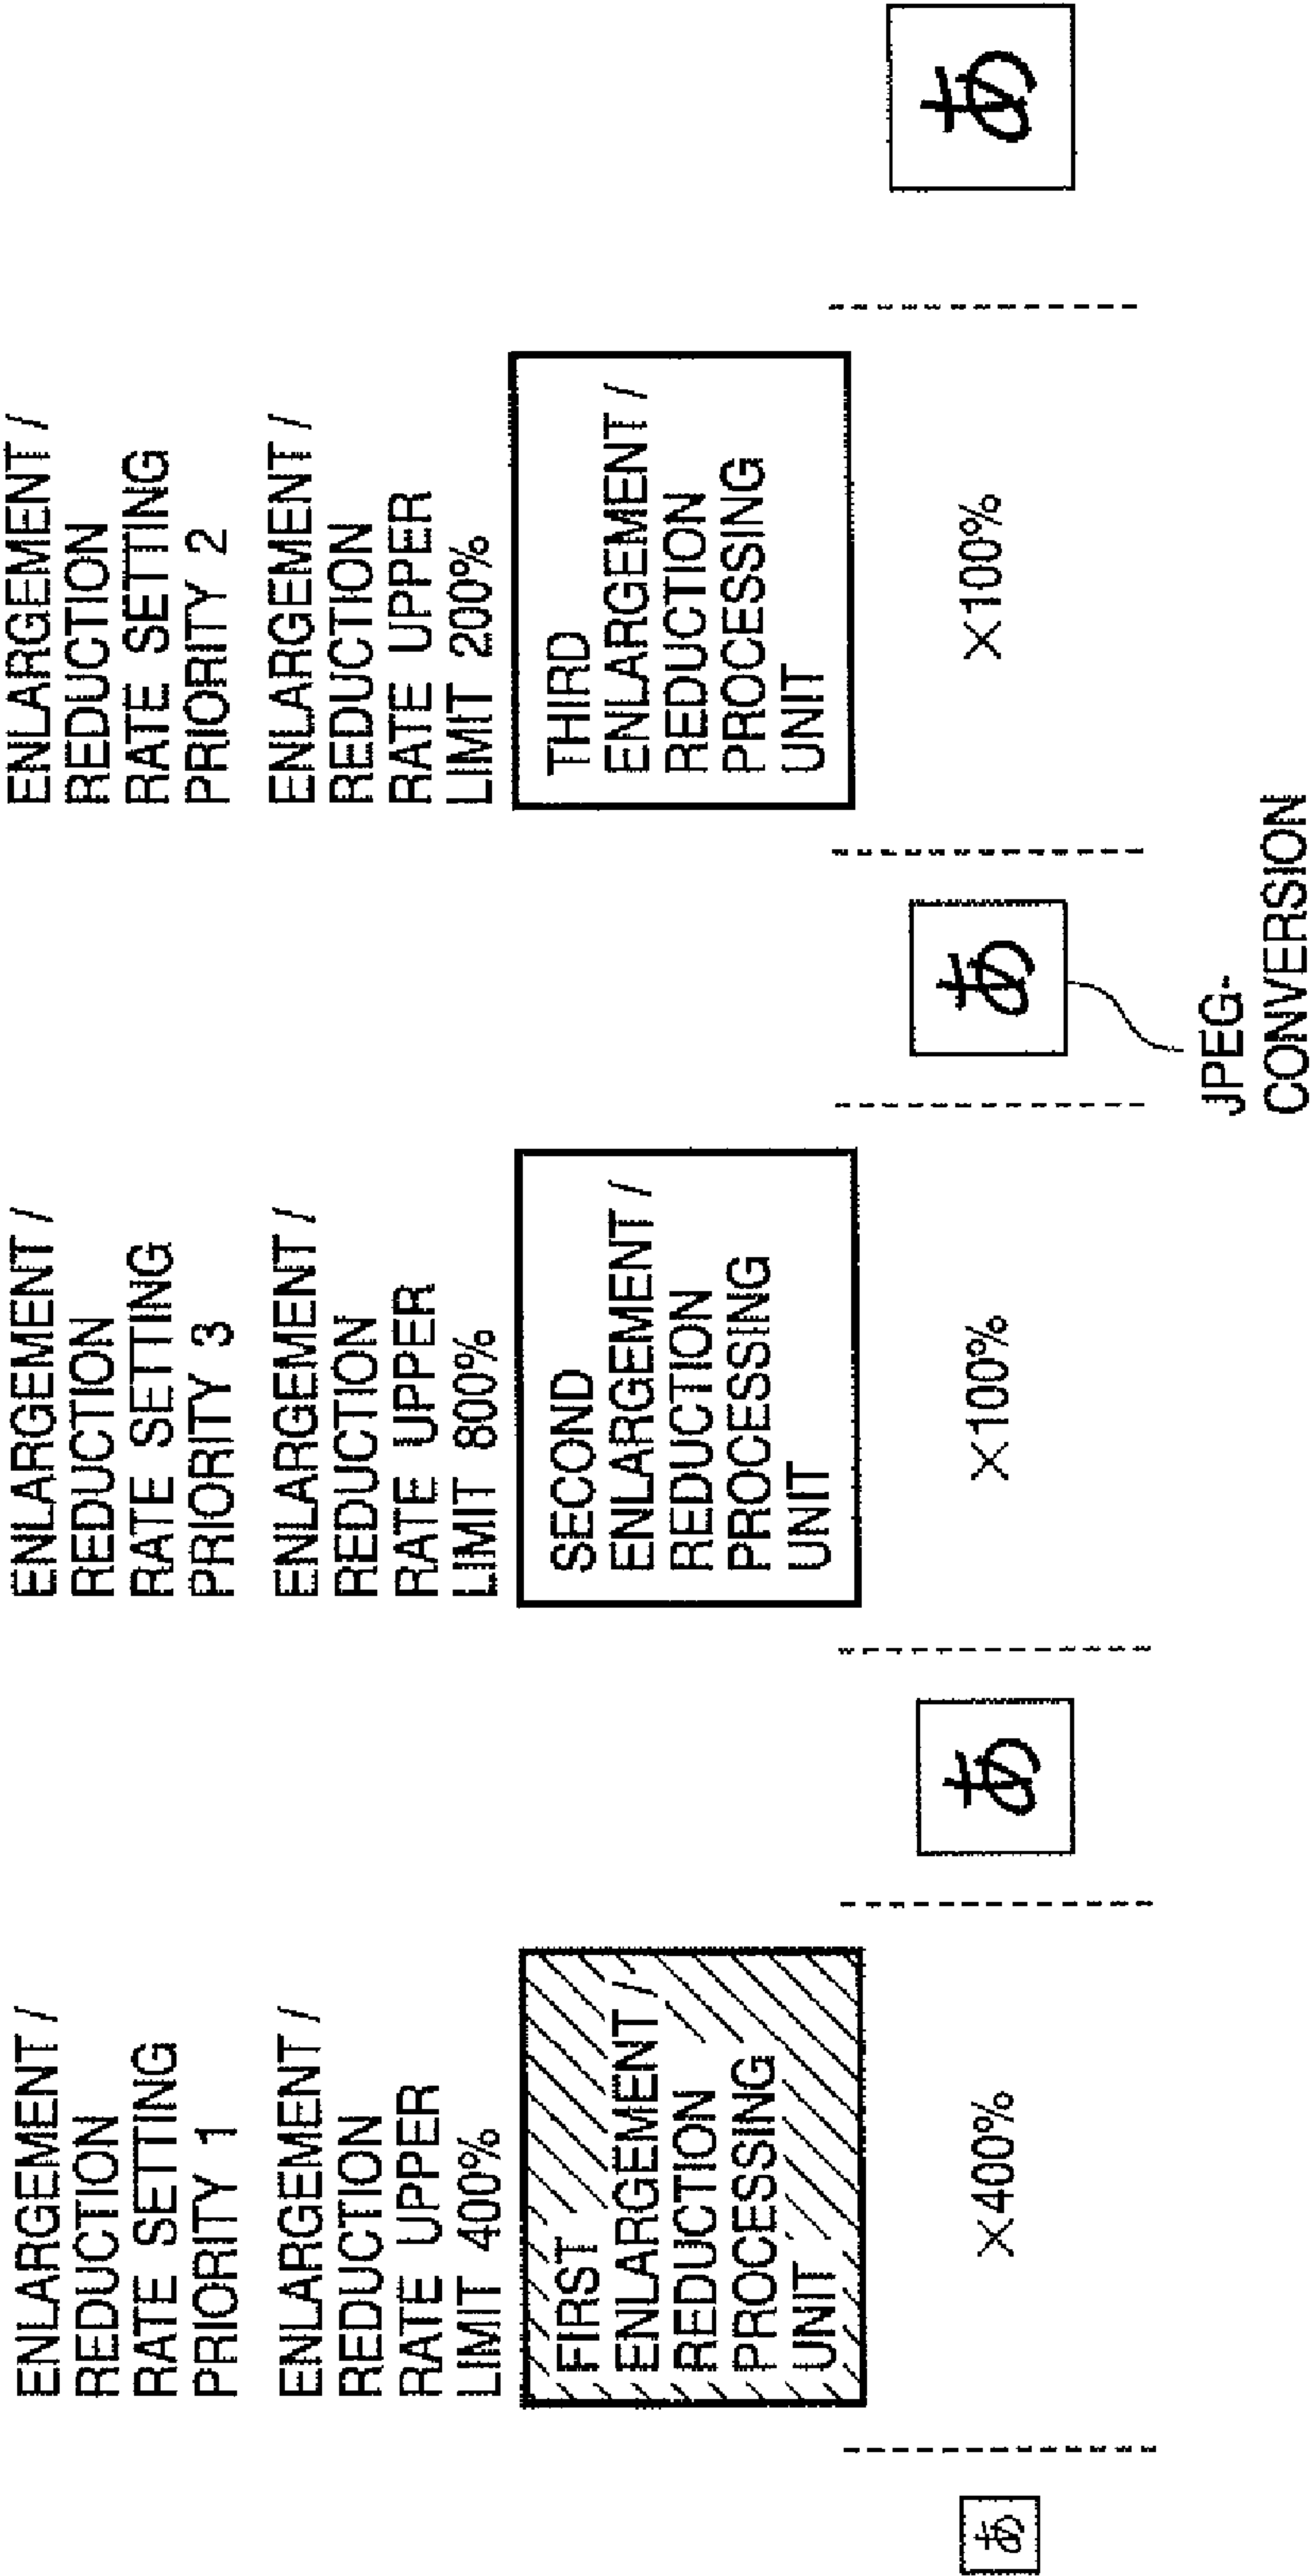 ENLARGEMENT /
REDUCTION
RATE SETTING
PRIORITY 1
ENLARGEMENT /
REDUCTION
RATE UPPER
LIMIT 400%
FIRST
ENLARGEMENT /
REDUCTION
PROCESSING
UNIT
×400%
あ
あ
ENLARGEMENT /
REDUCTION
RATE SETTING
PRIORITY 3
ENLARGEMENT /
REDUCTION
RATE UPPER
LIMIT 800%
SECOND
ENLARGEMENT /
REDUCTION
PROCESSING
UNIT
×100%
あ
JPEG-
CONVERSION
ENLARGEMENT /
REDUCTION
RATE SETTING
PRIORITY 2
ENLARGEMENT /
REDUCTION
RATE UPPER
LIMIT 200%
THIRD
ENLARGEMENT /
REDUCTION
PROCESSING
UNIT
×100%
あ